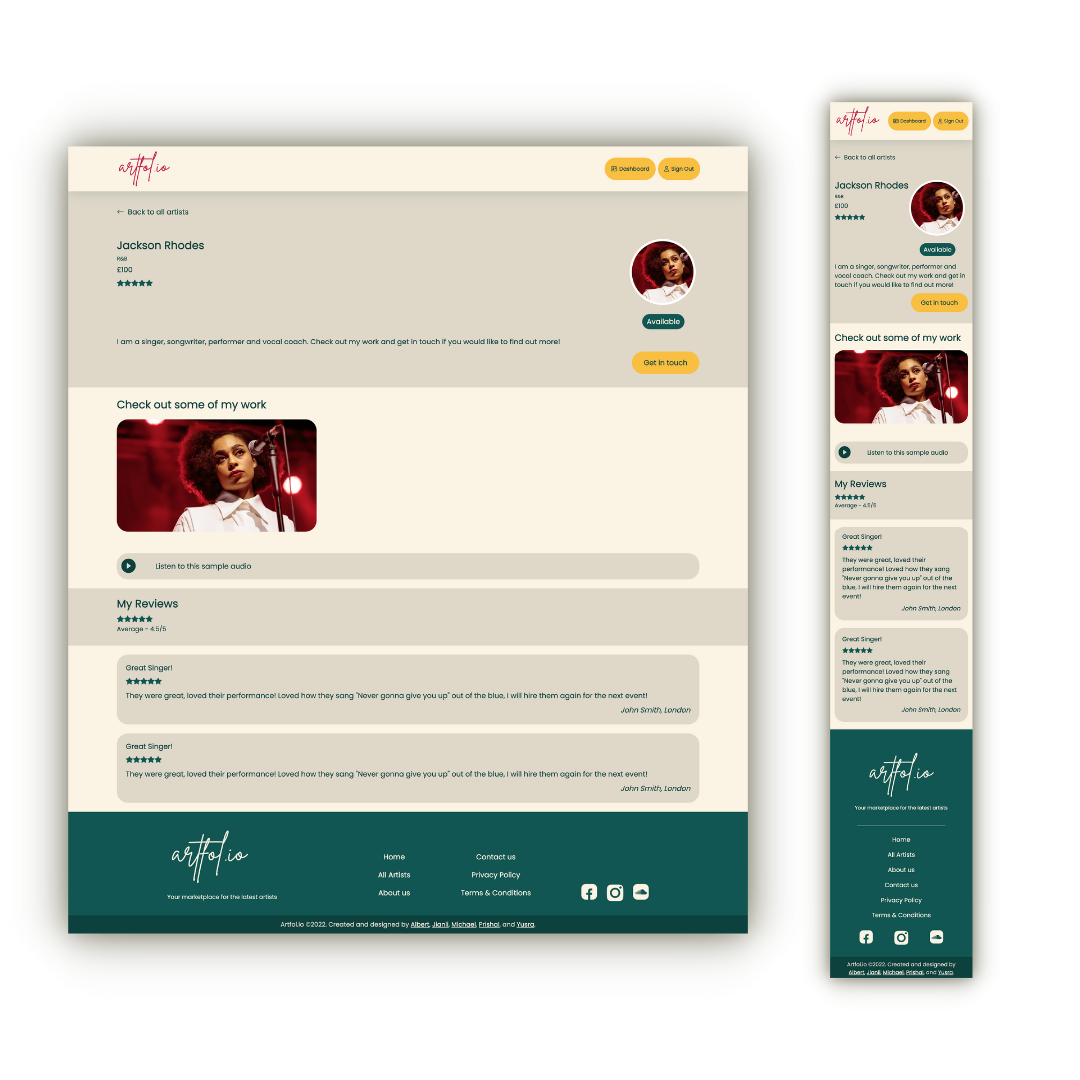 artfol.io
Dashboard
Sign Out
← Back to all artists
Jackson Rhodes
R&B
£100
Available
I am a singer, songwriter, performer and vocal coach. Check out my work and get in touch if you would like to find out more!
Get in touch
Check out some of my work
Listen to this sample audio
My Reviews
Average - 4.5/5
Great Singer!
They were great, loved their performance! Loved how they sang "Never gonna give you up" out of the blue, I will hire them again for the next event!
John Smith, London
Great Singer!
They were great, loved their performance! Loved how they sang "Never gonna give you up" out of the blue, I will hire them again for the next event!
John Smith, London
artfol.io
Your marketplace for the latest artists
Home
All Artists
About us
Contact us
Privacy Policy
Terms & Conditions
Artfol.io ©2022. Created and designed by Albert, Jianii, Michael, Prishal, and Yusra.
artfol.io
Dashboard
Sign Out
← Back to all artists
Jackson Rhodes
R&B
£100
Available
I am a singer, songwriter, performer and
vocal coach. Check out my work and get in
touch if you would like to find out more!
Get in touch
Check out some of my work
Listen to this sample audio
My Reviews
Average - 4.5/5
Great Singer!
They were great, loved their
performance! Loved how they sang
"Never gonna give you up" out of the
blue, I will hire them again for the next
event!
John Smith, London
Great Singer!
They were great, loved their
performance! Loved how they sang
"Never gonna give you up" out of the
blue, I will hire them again for the next
event!
John Smith, London
artfol.io
Your marketplace for the latest artists
Home
All Artists
About us
Contact us
Privacy Policy
Terms & Conditions
Artfol.io ©2022. Created and designed by
Albert, Jianii, Michael, Prishal, and Yusra.